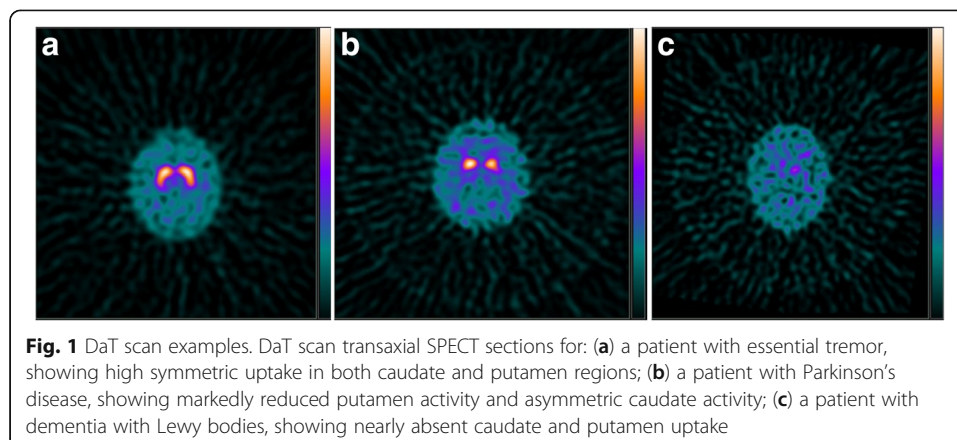 a b c
Fig. 1 DaT scan examples. DaT scan transaxial SPECT sections for: (a) a patient with essential tremor,
showing high symmetric uptake in both caudate and putamen regions; (b) a patient with Parkinson's
disease, showing markedly reduced putamen activity and asymmetric caudate activity; (c) a patient with
dementia with Lewy bodies, showing nearly absent caudate and putamen uptake